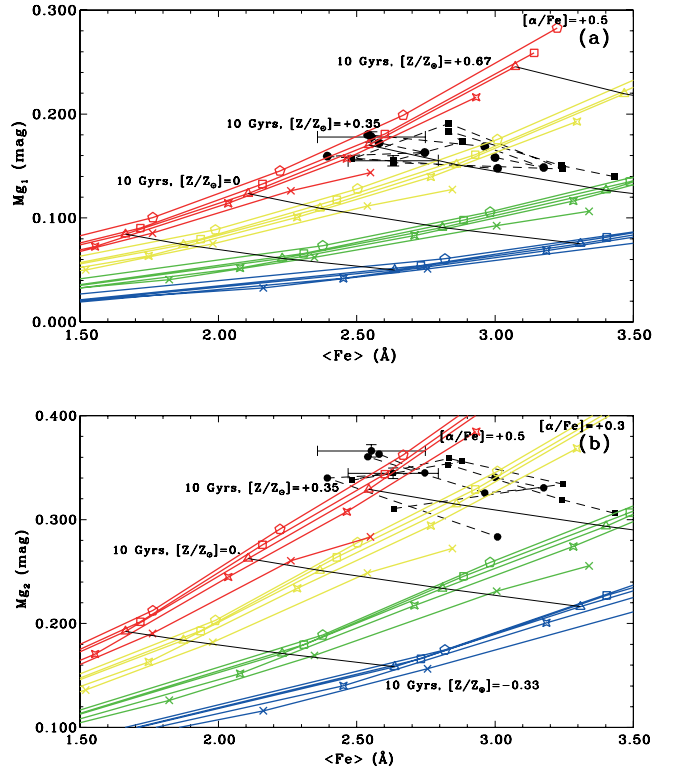 0.300
[α/Fe]=+0.5
(a)
10 Gyrs, [Z/Z⊙]=+0.67
0.200
10 Gyrs, [Z/Z⊙]=+0.35
Mg₁ (mag)
10 Gyrs, [Z/Z⊙]=0
0.100
0.000
1.50 2.00 2.50 3.00 3.50
<Fe> (Å)
0.400
[α/Fe]=+0.3
[α/Fe]=+0.5
(b)
10 Gyrs, [Z/Z⊙]=+0.35
0.300
10 Gyrs, [Z/Z⊙]=0.
Mg₂ (mag)
0.200
10 Gyrs, [Z/Z⊙]=−0.33
0.100
1.50 2.00 2.50 3.00 3.50
<Fe> (Å)